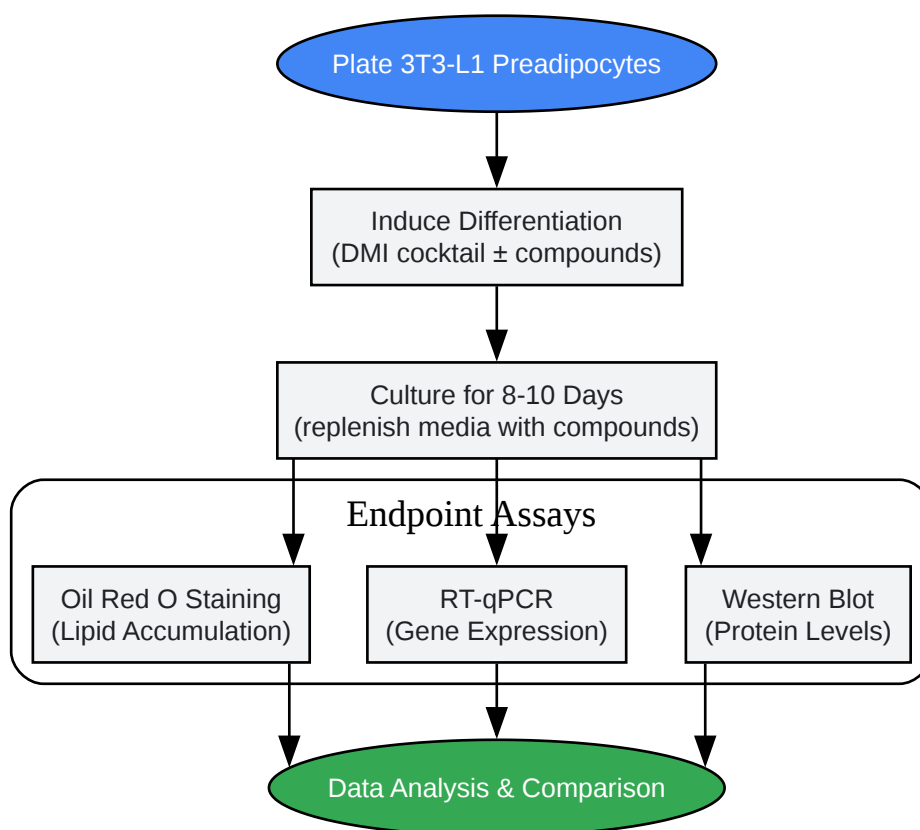 Plate 3T3-L1 Preadipocytes
Induce Differentiation
(DMI cocktail ± compounds)
Culture for 8-10 Days
(replenish media with compounds)
Endpoint Assays
Oil Red O Staining
(Lipid Accumulation)
RT-qPCR
(Gene Expression)
Western Blot
(Protein Levels)
Data Analysis & Comparison